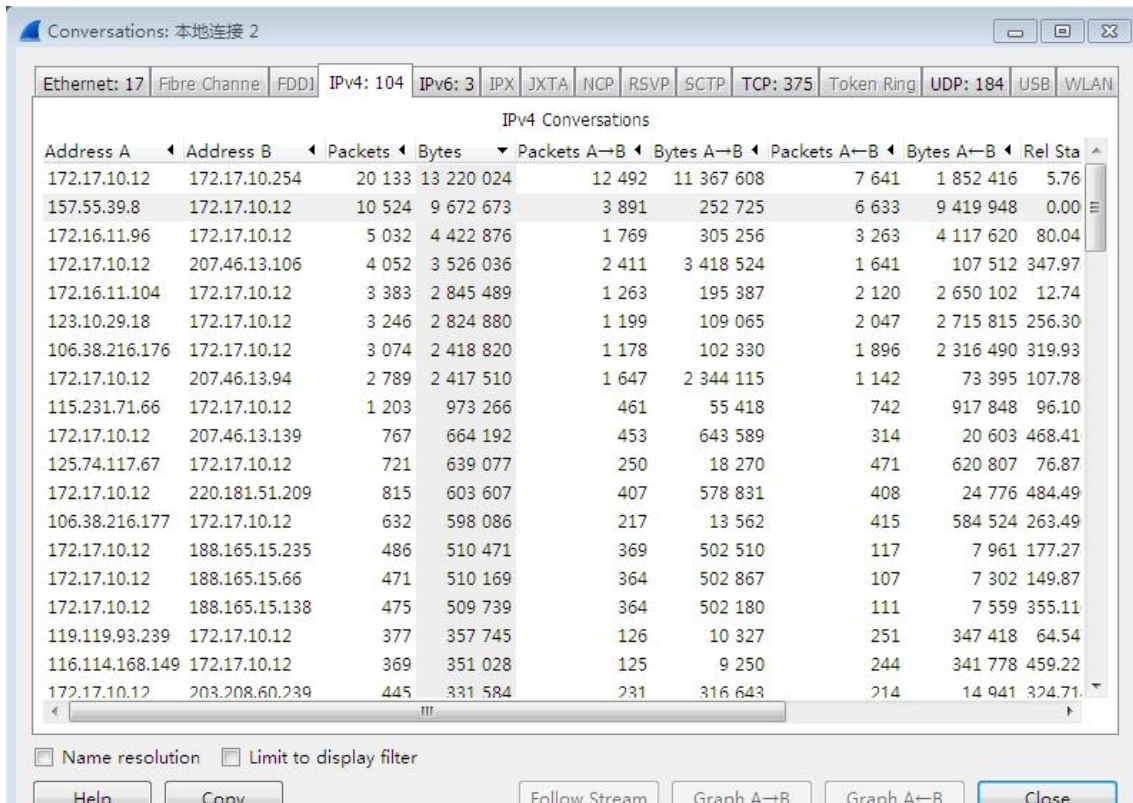 Conversations: 本地连接 2
Ethernet: 17 Fibre Channe FDDI IPv4: 104 IPv6: 3 IPX JXTA NCP RSVP SCTP TCP: 375 Token Ring UDP: 184 USB WLAN
IPv4 Conversations
Address A Address B Packets Bytes Packets A→B Bytes A→B Packets A←B Bytes A←B Rel Sta
172.17.10.12 172.17.10.254 20 133 13 220 024 12 492 11 367 608 7 641 1 852 416 5.76
157.55.39.8 172.17.10.12 10 524 9 672 673 3 891 252 725 6 633 9 419 948 0.00
172.16.11.96 172.17.10.12 5 032 4 422 876 1 769 305 256 3 263 4 117 620 80.04
172.17.10.12 207.46.13.106 4 052 3 526 036 2 411 3 418 524 1 641 107 512 347.97
172.16.11.104 172.17.10.12 3 383 2 845 489 1 263 195 387 2 120 2 650 102 12.74
123.10.29.18 172.17.10.12 3 246 2 824 880 1 199 109 065 2 047 2 715 815 256.30
106.38.216.176 172.17.10.12 3 074 2 418 820 1 178 102 330 1 896 2 316 490 319.93
172.17.10.12 207.46.13.94 2 789 2 417 510 1 647 2 344 115 1 142 73 395 107.78
115.231.71.66 172.17.10.12 1 203 973 266 461 55 418 742 917 848 96.10
172.17.10.12 207.46.13.139 767 664 192 453 643 589 314 20 603 468.41
125.74.117.67 172.17.10.12 721 639 077 250 18 270 471 620 807 76.87
172.17.10.12 220.181.51.209 815 603 607 407 578 831 408 24 776 484.49
106.38.216.177 172.17.10.12 632 598 086 217 13 562 415 584 524 263.49
172.17.10.12 188.165.15.235 486 510 471 369 502 510 117 7 961 177.27
172.17.10.12 188.165.15.66 471 510 169 364 502 867 107 7 302 149.87
172.17.10.12 188.165.15.138 475 509 739 364 502 180 111 7 559 355.11
119.119.93.239 172.17.10.12 377 357 745 126 10 327 251 347 418 64.54
116.114.168.149 172.17.10.12 369 351 028 125 9 250 244 341 778 459.22
172.17.10.12 203.208.60.239 445 331 584 231 316 643 214 14 941 324.71
Name resolution Limit to display filter
Help Copy Follow Stream Graph A→B Graph A←B Close